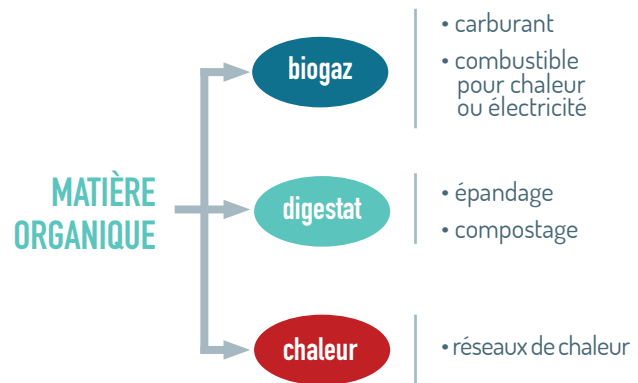 MATIÈRE
ORGANIQUE
biogaz
• carburant
• combustible
pour chaleur
ou électricité
digestat
• épandage
• compostage
chaleur
• réseaux de chaleur